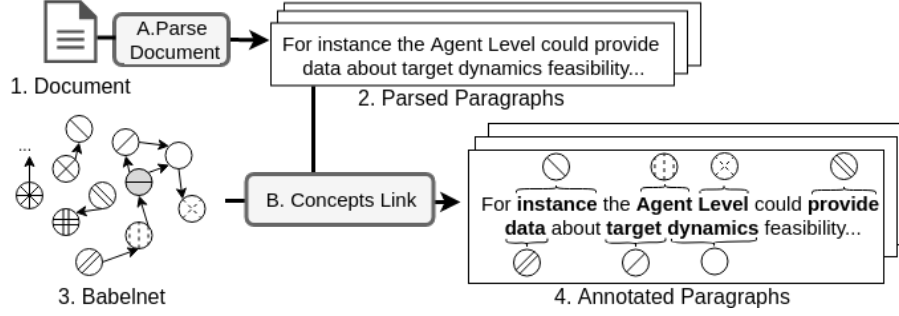 A.Parse
Document
1. Document
For instance the Agent Level could provide
data about target dynamics feasibility...
2. Parsed Paragraphs
...
B. Concepts Link
3. Babelnet
For instance the Agent Level could provide
data about target dynamics feasibility...
4. Annotated Paragraphs